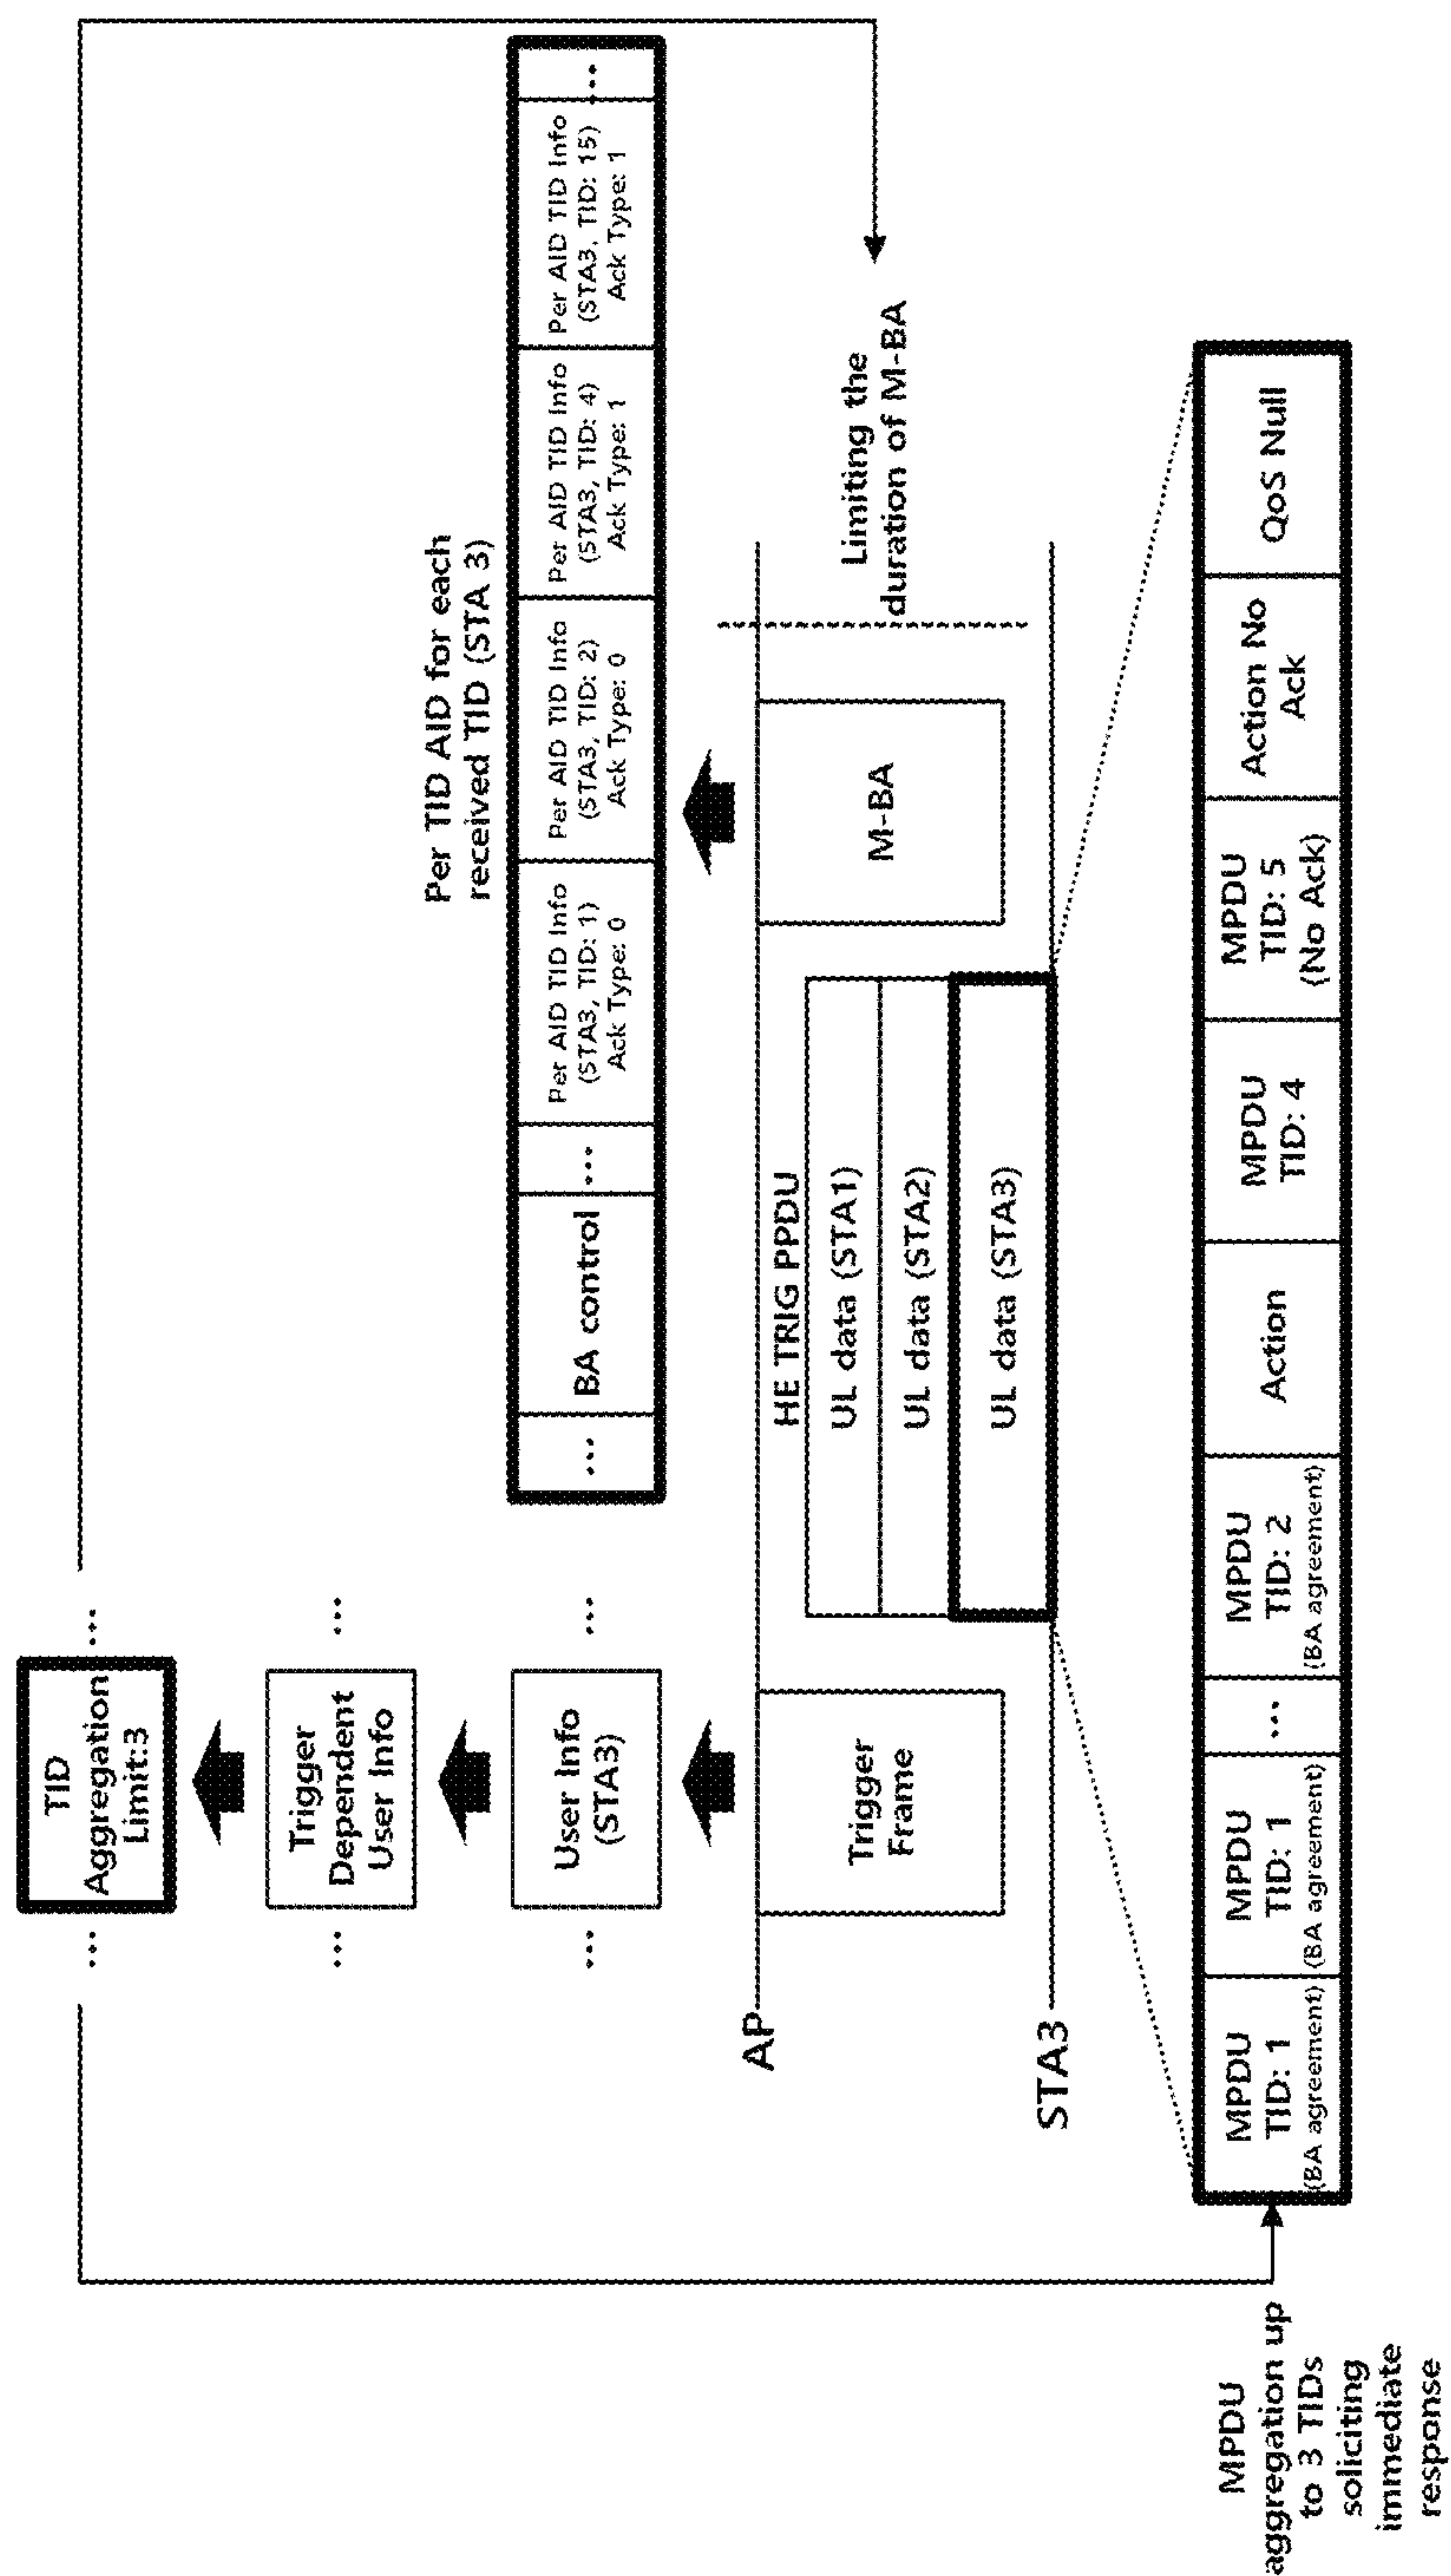 ...
TID
Aggregation
Limit:3
...
...
Trigger
Dependent
User Info
...
...
User Info
(STA3)
...
Per TID AID for each
received TID (STA 3)
...
BA control
...
Per AID TID Info
(STA3, TID: 1)
Ack Type: 0
Per AID TID Info
(STA3, TID: 2)
Ack Type: 0
Per AID TID Info
(STA3, TID: 4)
Ack Type: 1
Per AID TID Info
(STA3, TID: 15)
Ack Type: 1
...
AP
Trigger
Frame
HE TRIG PPDU
UL data (STA1)
UL data (STA2)
UL data (STA3)
M-BA
Limiting the
duration of M-BA
STA3
MPDU
aggregation up
to 3 TIDs
soliciting
immediate
response
MPDU
TID: 1
(BA agreement)
MPDU
TID: 1
(BA agreement)
...
MPDU
TID: 2
(BA agreement)
Action
MPDU
TID: 4
MPDU
TID: 5
(No Ack)
Action No
Ack
QoS Null